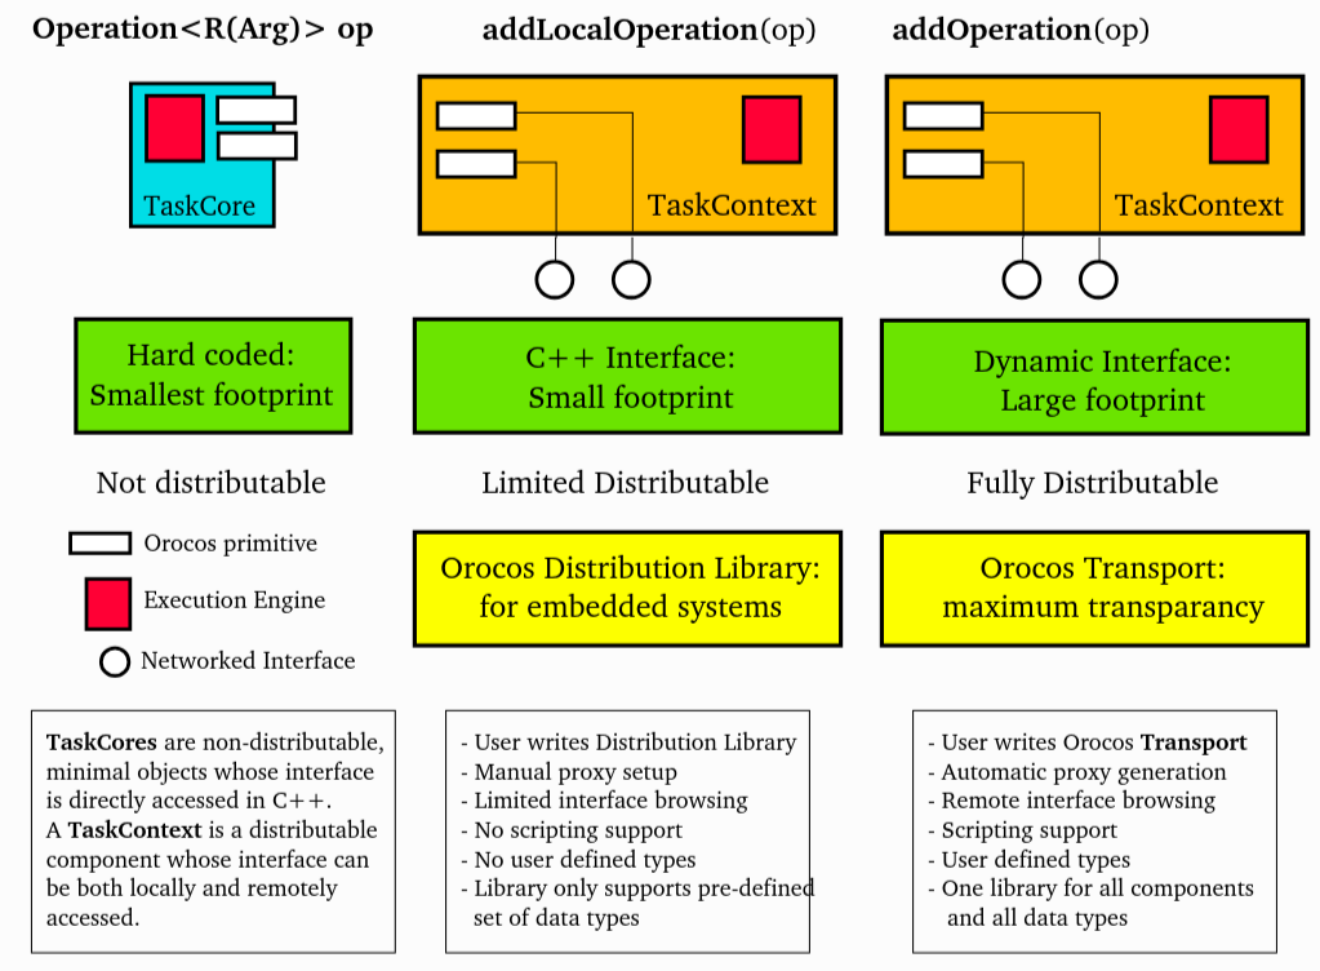 Operation<R(Arg)> op
addLocalOperation(op)
addOperation(op)
TaskCore
TaskContext
TaskContext
Hard coded:
Smallest footprint
C++ Interface:
Small footprint
Dynamic Interface:
Large footprint
Not distributable
Limited Distributable
Fully Distributable
Orocos primitive
Execution Engine
Networked Interface
Orocos Distribution Library:
for embedded systems
Orocos Transport:
maximum transparancy
TaskCores are non-distributable,
minimal objects whose interface
is directly accessed in C++.
A TaskContext is a distributable
component whose interface can
be both locally and remotely
accessed.
- User writes Distribution Library
- Manual proxy setup
- Limited interface browsing
- No scripting support
- No user defined types
- Library only supports pre-defined
set of data types
- User writes Orocos Transport
- Automatic proxy generation
- Remote interface browsing
- Scripting support
- User defined types
- One library for all components
and all data types